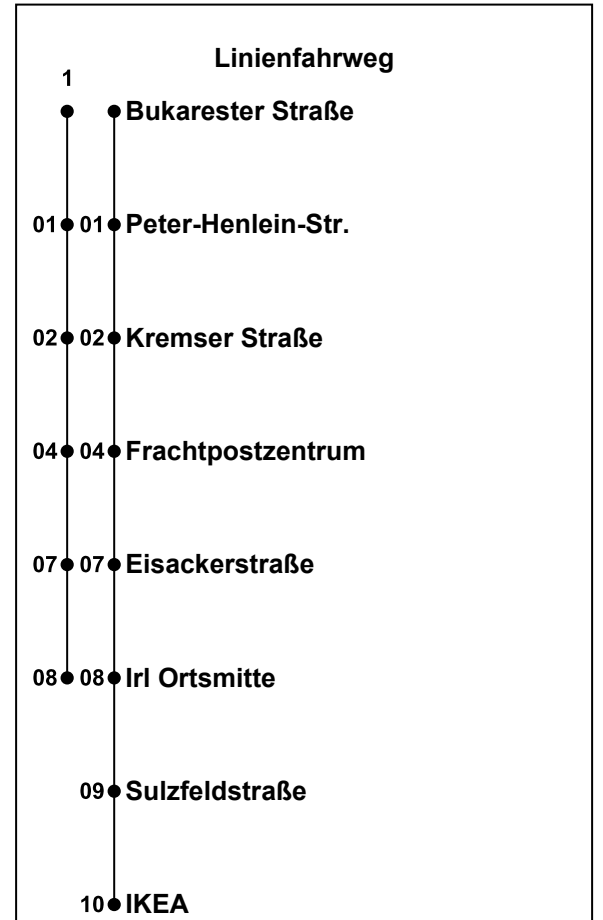 Linienfahrweg
1
Bukarester Straße
01 01 Peter-Henlein-Str.
02 02 Kremser Straße
04 04 Frachtpostzentrum
07 07 Eisackerstraße
08 08 Irl Ortsmitte
09 Sulzfeldstraße
10 IKEA